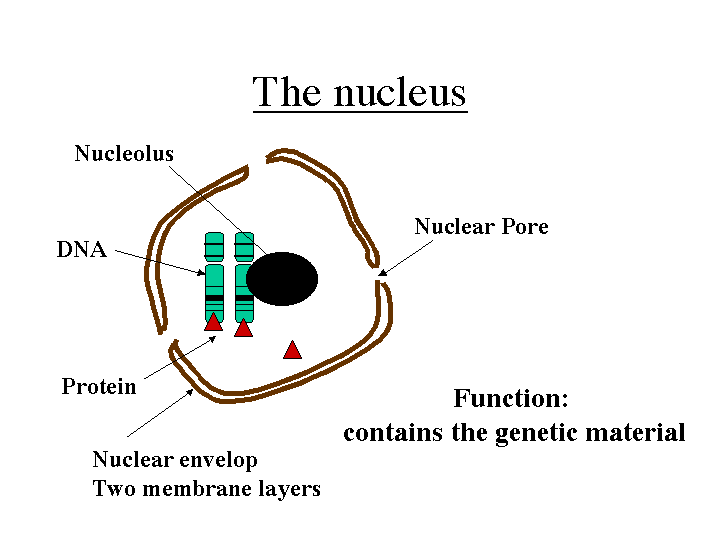 The nucleus
Nucleolus
Nuclear Pore
DNA
Protein
Function:
contains the genetic material
Nuclear envelop
Two membrane layers